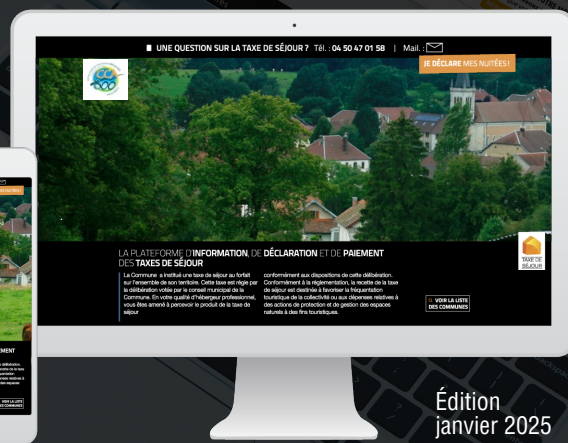 UNE QUESTION SUR LA TAXE DE SÉJOUR ? Tél. : 04 50 47 01 58 | Mail. :
JE DÉCLARE MES NUITÉES !
LA PLATEFORME D'INFORMATION, DE DÉCLARATION ET DE PAIEMENT
DES TAXES DE SÉJOUR
La Commune a institué une taxe de séjour au forfait
sur l'ensemble de son territoire. Cette taxe est régie par
la délibération votée par le conseil municipal de la
Commune. En votre qualité d'hébergeur professionnel,
vous êtes amené à percevoir le produit de la taxe de
séjour
conformément aux dispositions de cette délibération.
Conformément à la réglementation, la recette de la taxe
de séjour est destinée à favoriser la fréquentation
touristique de la collectivité ou aux dépenses relatives à
des actions de protection et de gestion des espaces
naturels à des fins touristiques.
TAXE DE
SÉJOUR
VOIR LA LISTE
DES COMMUNES
VOIR LA LISTE
DES COMMUNES
Édition
janvier 2025